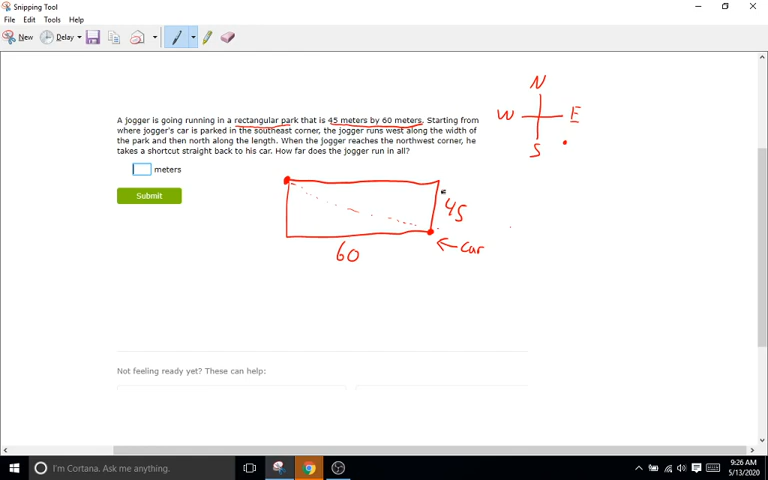 Snipping Tool
File Edit Tools Help
New Delay
N
W E
S
A jogger is going running in a rectangular park that is 45 meters by 60 meters. Starting from
where jogger's car is parked in the southeast corner, the jogger runs west along the width of
the park and then north along the length. When the jogger reaches the northwest corner, he
takes a shortcut straight back to his car. How far does the jogger run in all?
meters
Submit
45
60
car
Not feeling ready yet? These can help:
I'm Cortana. Ask me anything.
9:26 AM
5/13/2020